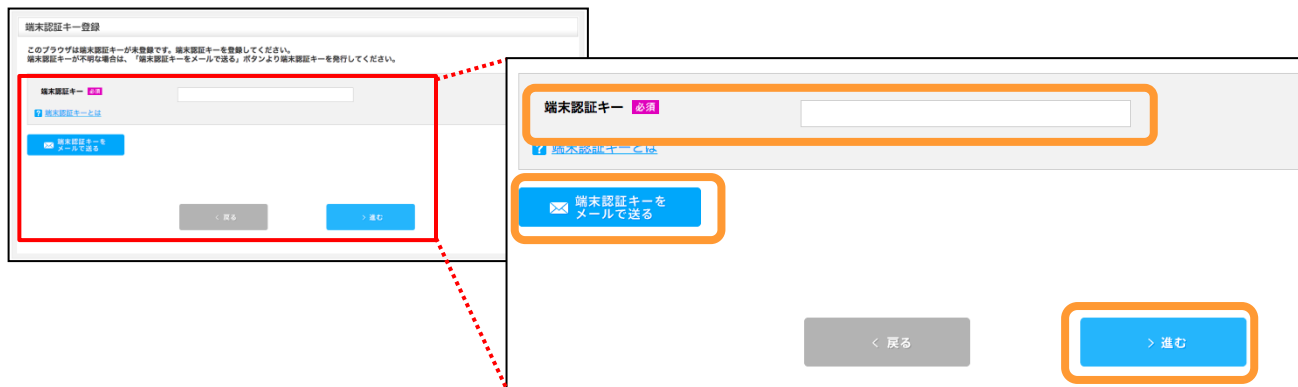 端末認証キー登録
このブラウザは端末認証キーが未登録です。端末認証キーを登録してください。
端末認証キーが不明な場合は、「端末認証キーをメールで送る」ボタンより端末認証キーを発行してください。
端末認証キー 必須
? 端末認証キーとは
端末認証キーを
メールで送る
< 戻る
> 進む
端末認証キー 必須
? 端末認証キーとは
端末認証キーを
メールで送る
< 戻る
> 進む